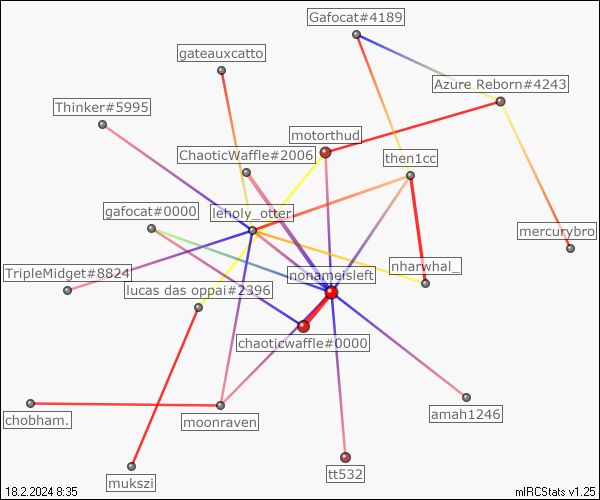 Gafocat#4189
gateauxcatto
Azure Reborn#4243
Thinker#5995
motorthud
ChaoticWaffle#2006
then1cc
gafocat#0000
leholy_otter
mercurybro
TripleMidget#8824
nonameisleft
nharwhal_
lucas das oppai#2396
chaoticwaffle#0000
chobham.
moonraven
amah1246
tt532
mukszi
18.2.2024 8:35
mIRCStats v1.25